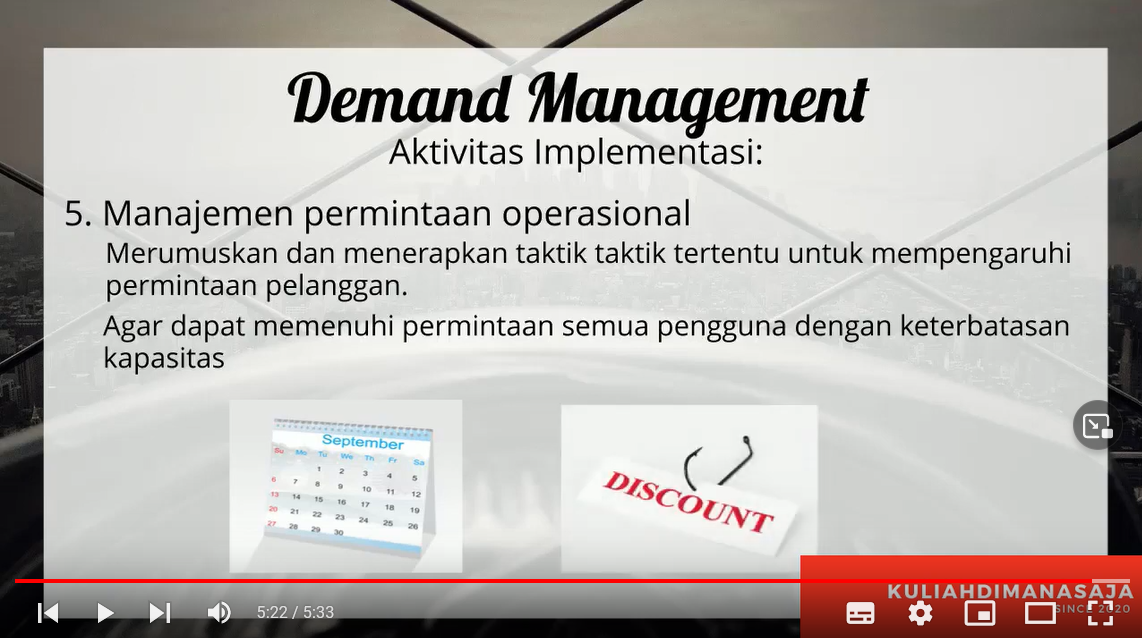 Demand Management
Aktivitas Implementasi:
5. Manajemen permintaan operasional
Merumuskan dan menerapkan taktik taktik tertentu untuk mempengaruhi
permintaan pelanggan.
Agar dapat memenuhi permintaan semua pengguna dengan keterbatasan
kapasitas
September
Su Mo Tu We Th Fr Sa
1 2 3 4 5
6 7 8 9 10 11 12
13 14 15 16 17 18 19
20 21 22 23 24 25 26
27 28 29 30
DISCOUNT
KULIAHDIMANASAJA
SINCE 2020
5:22 / 5:33